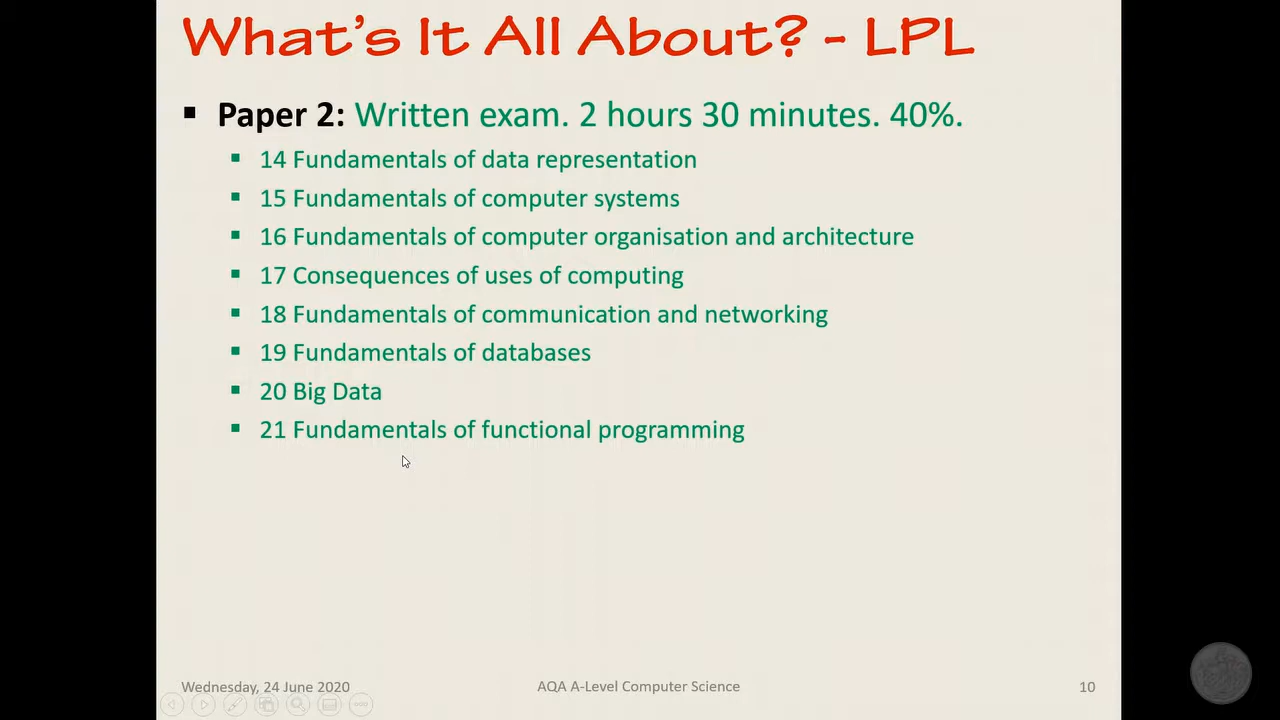 What's It All About? - LPL
Paper 2: Written exam. 2 hours 30 minutes. 40%.
14 Fundamentals of data representation
15 Fundamentals of computer systems
16 Fundamentals of computer organisation and architecture
17 Consequences of uses of computing
18 Fundamentals of communication and networking
19 Fundamentals of databases
20 Big Data
21 Fundamentals of functional programming
Wednesday, 24 June 2020
AQA A-Level Computer Science
10